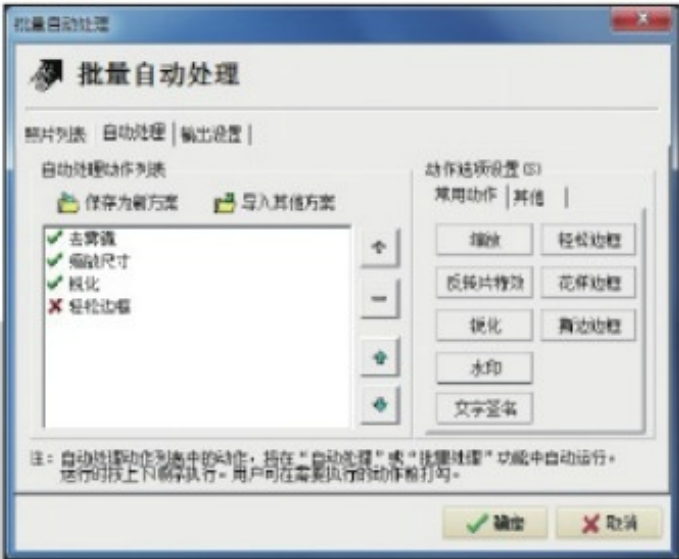 批量自动处理
批量自动处理
照片列表 自动处理 输出设置
自动处理动作列表
保存为新方案 导入其他方案
去雾镜
缩放尺寸
锐化
轻松边框
动作选项设置(S)
常用动作 其他
缩放 轻松边框
反转片特效 花样边框
锐化 撕边边框
水印
文字签名
注：自动处理动作列表中的动作，将在“自动处理”或“批量处理”功能中自动运行。
运行时按上下顺序执行。用户可在需要执行的动作前打勾。
确定 取消